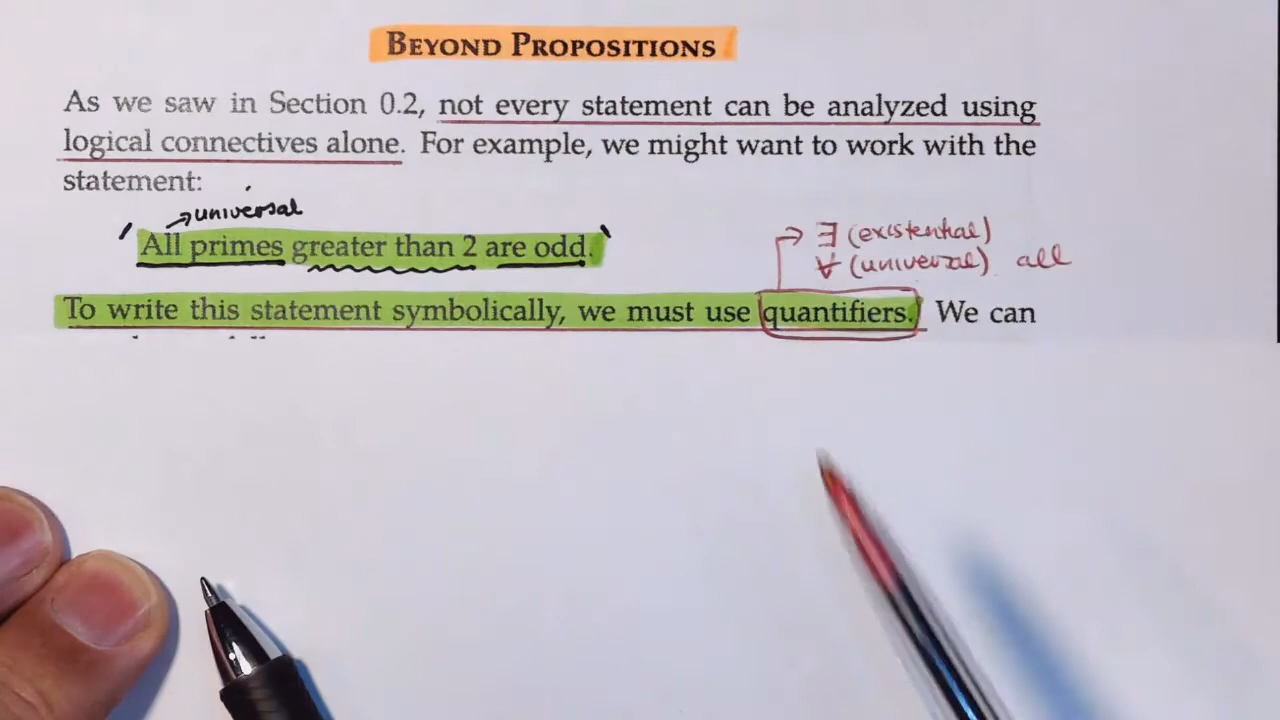 BEYOND PROPOSITIONS
As we saw in Section 0.2, not every statement can be analyzed using
logical connectives alone. For example, we might want to work with the
statement:
→universal
'All primes greater than 2 are odd.'
→ ∃ (existential)
∀ (universal) all
To write this statement symbolically, we must use quantifiers. We can